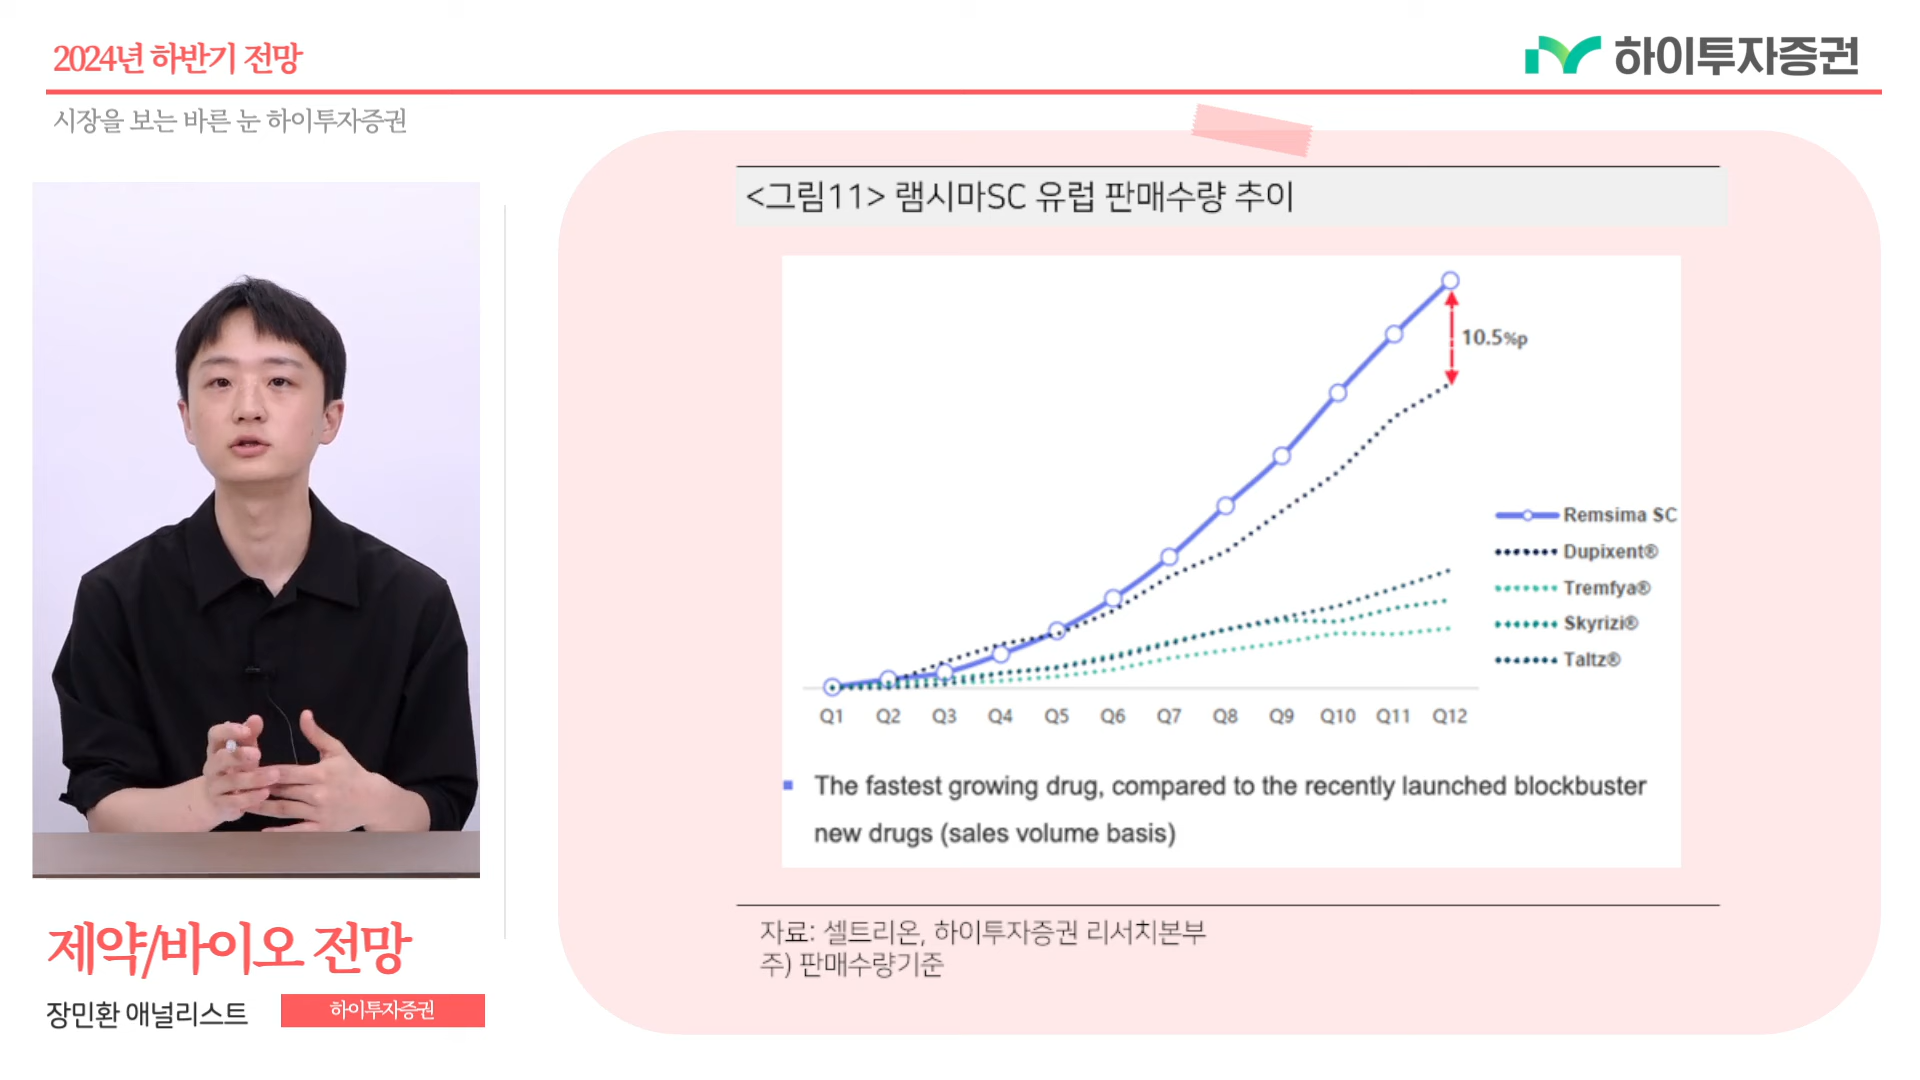 2024년 하반기 전망
하이투자증권
시장을 보는 바른 눈 하이투자증권
<그림11> 램시마SC 유럽 판매수량 추이
10.5%p
Remsima SC
Dupixent®
Tremfya®
Skyrizi®
Taltz®
Q1 Q2 Q3 Q4 Q5 Q6 Q7 Q8 Q9 Q10 Q11 Q12
The fastest growing drug, compared to the recently launched blockbuster
new drugs (sales volume basis)
자료: 셀트리온, 하이투자증권 리서치본부
주) 판매수량기준
제약/바이오 전망
장민환 애널리스트
하이투자증권